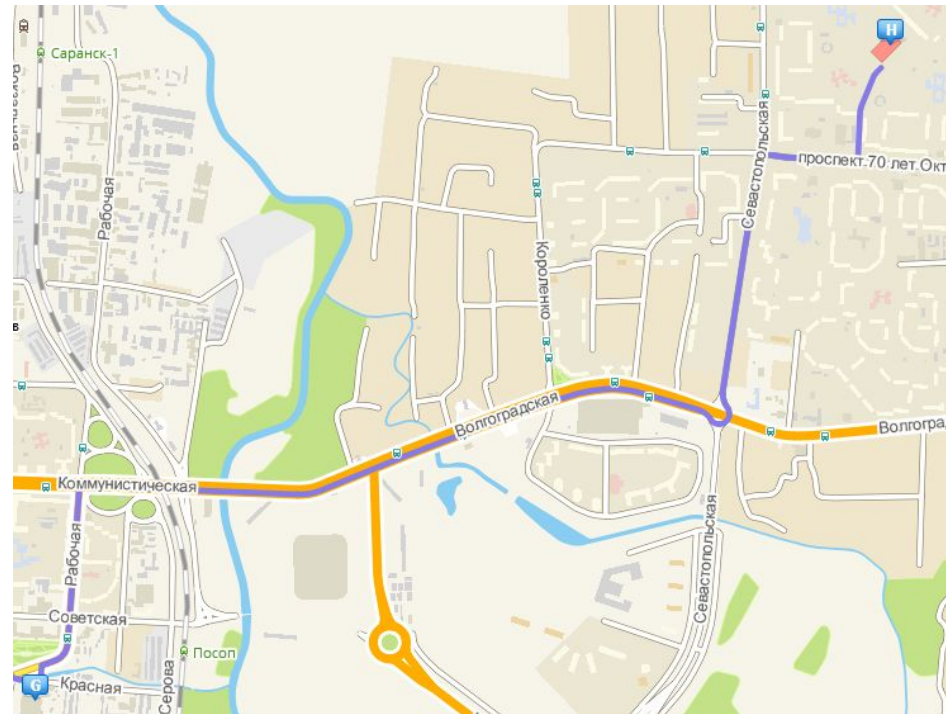 Саранск-1
H
Рабочая
Севастопольская
проспект 70 лет Окт
Короленко
в
Волгоградская
Волгоград
Коммунистическая
Рабочая
Севастопольская
Советская
Посоп
Серова
G
Красная